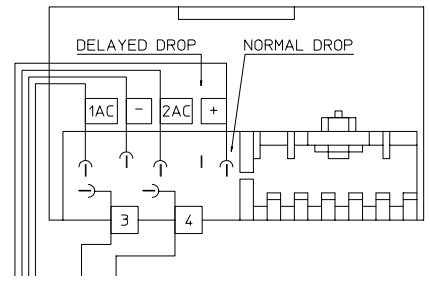 DELAYED DROP NORMAL DROP
1AC - 2AC +
3 4